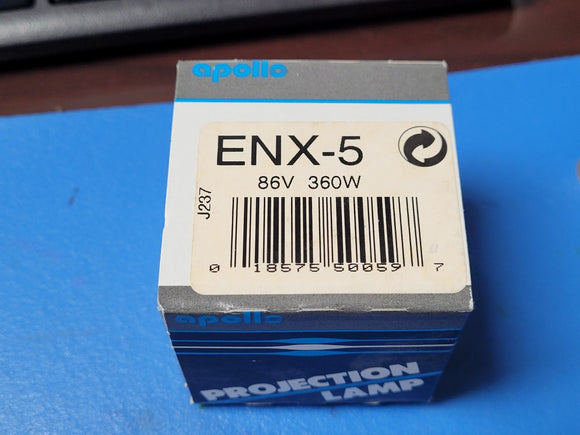 apollo
ENX-5
86V 360W
J237
0 18575 50059 7
apollo
PROJECTION
LAMP